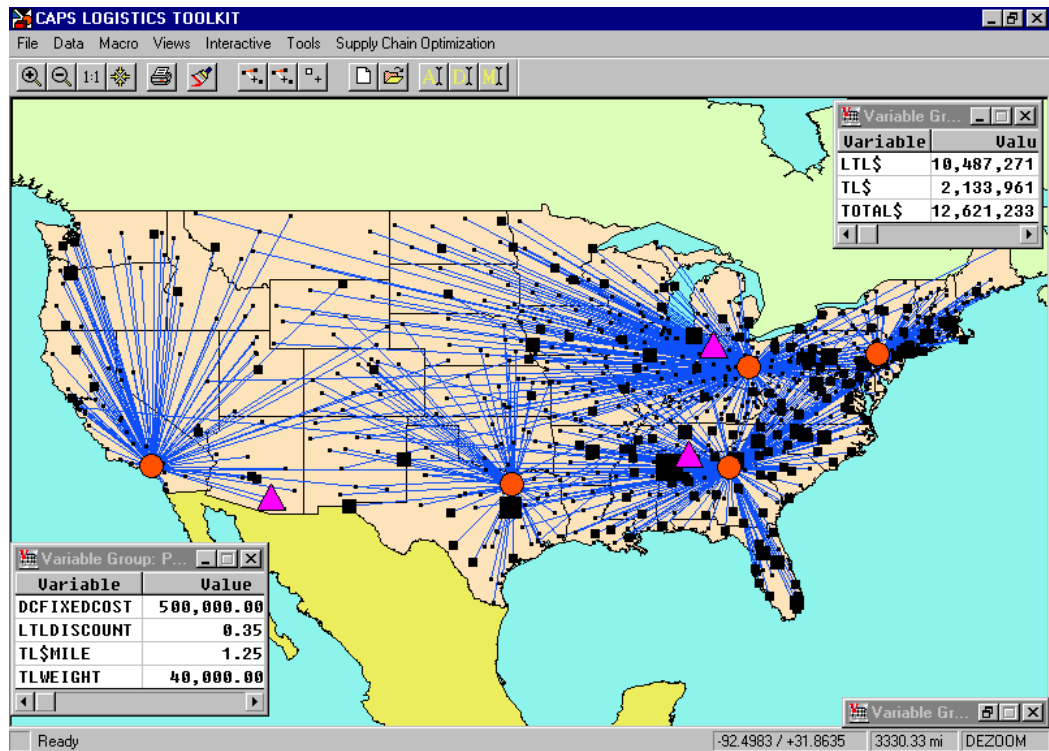 CAPS LOGISTICS TOOLKIT
File Data Macro Views Interactive Tools Supply Chain Optimization
1:1 A D M
Variable Gr...
Variable Valu
LTL$ 10,487,271
TL$ 2,133,961
TOTAL$ 12,621,233
Variable Group: P...
Variable Value
DCFIXEDCOST 500,000.00
LTLDISCOUNT 0.35
TL$MILE 1.25
TLWEIGHT 40,000.00
Variable Gr...
Ready -92.4983 / +31.8635 3330.33 mi DEZOOM